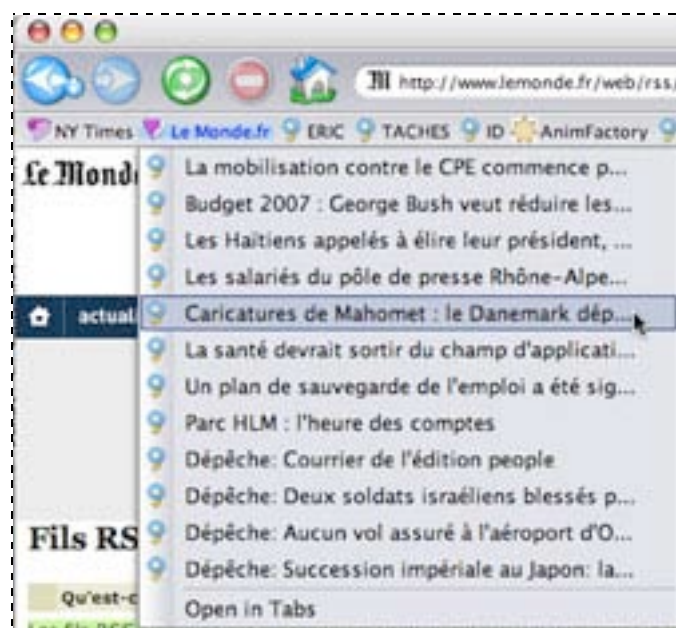 http://www.lemonde.fr/web/rss/
NY Times Le Monde.fr ERIC TACHES ID AnimFactory
Le Mond
La mobilisation contre le CPE commence p...
Budget 2007 : George Bush veut réduire les...
Les Haïtiens appelés à élire leur président, ...
Les salariés du pôle de presse Rhône-Alpe...
actual
Caricatures de Mahomet : le Danemark dép...
La santé devrait sortir du champ d'applicati...
Un plan de sauvegarde de l'emploi a été sig...
Parc HLM : l'heure des comptes
Dépêche: Courrier de l'édition people
Dépêche: Deux soldats israéliens blessés p...
Fils RS
Dépêche: Aucun vol assuré à l'aéroport d'O...
Dépêche: Succession impériale au Japon: la...
Qu'est-c
Open in Tabs